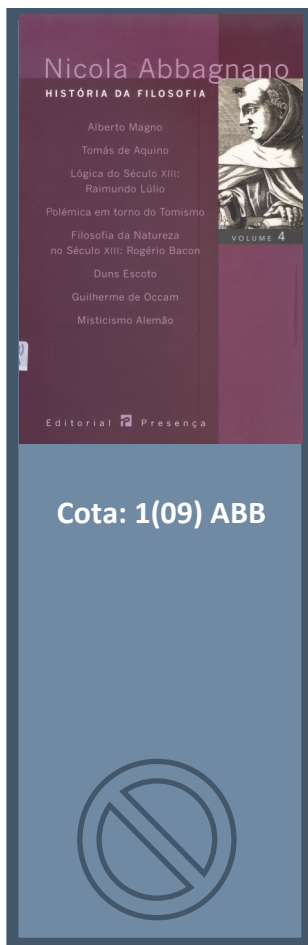 Nicola Abbagnano
HISTÓRIA DA FILOSOFIA
Alberto Magno
Tomás de Aquino
Lógica do Século XIII:
Raimundo Lúlio
Polémica em torno do Tomismo
Filosofia da Natureza
no Século XIII: Rogério Bacon
Duns Escoto
Guilherme de Occam
Misticismo Alemão
VOLUME 4
Editorial Presença
Cota: 1(09) ABB